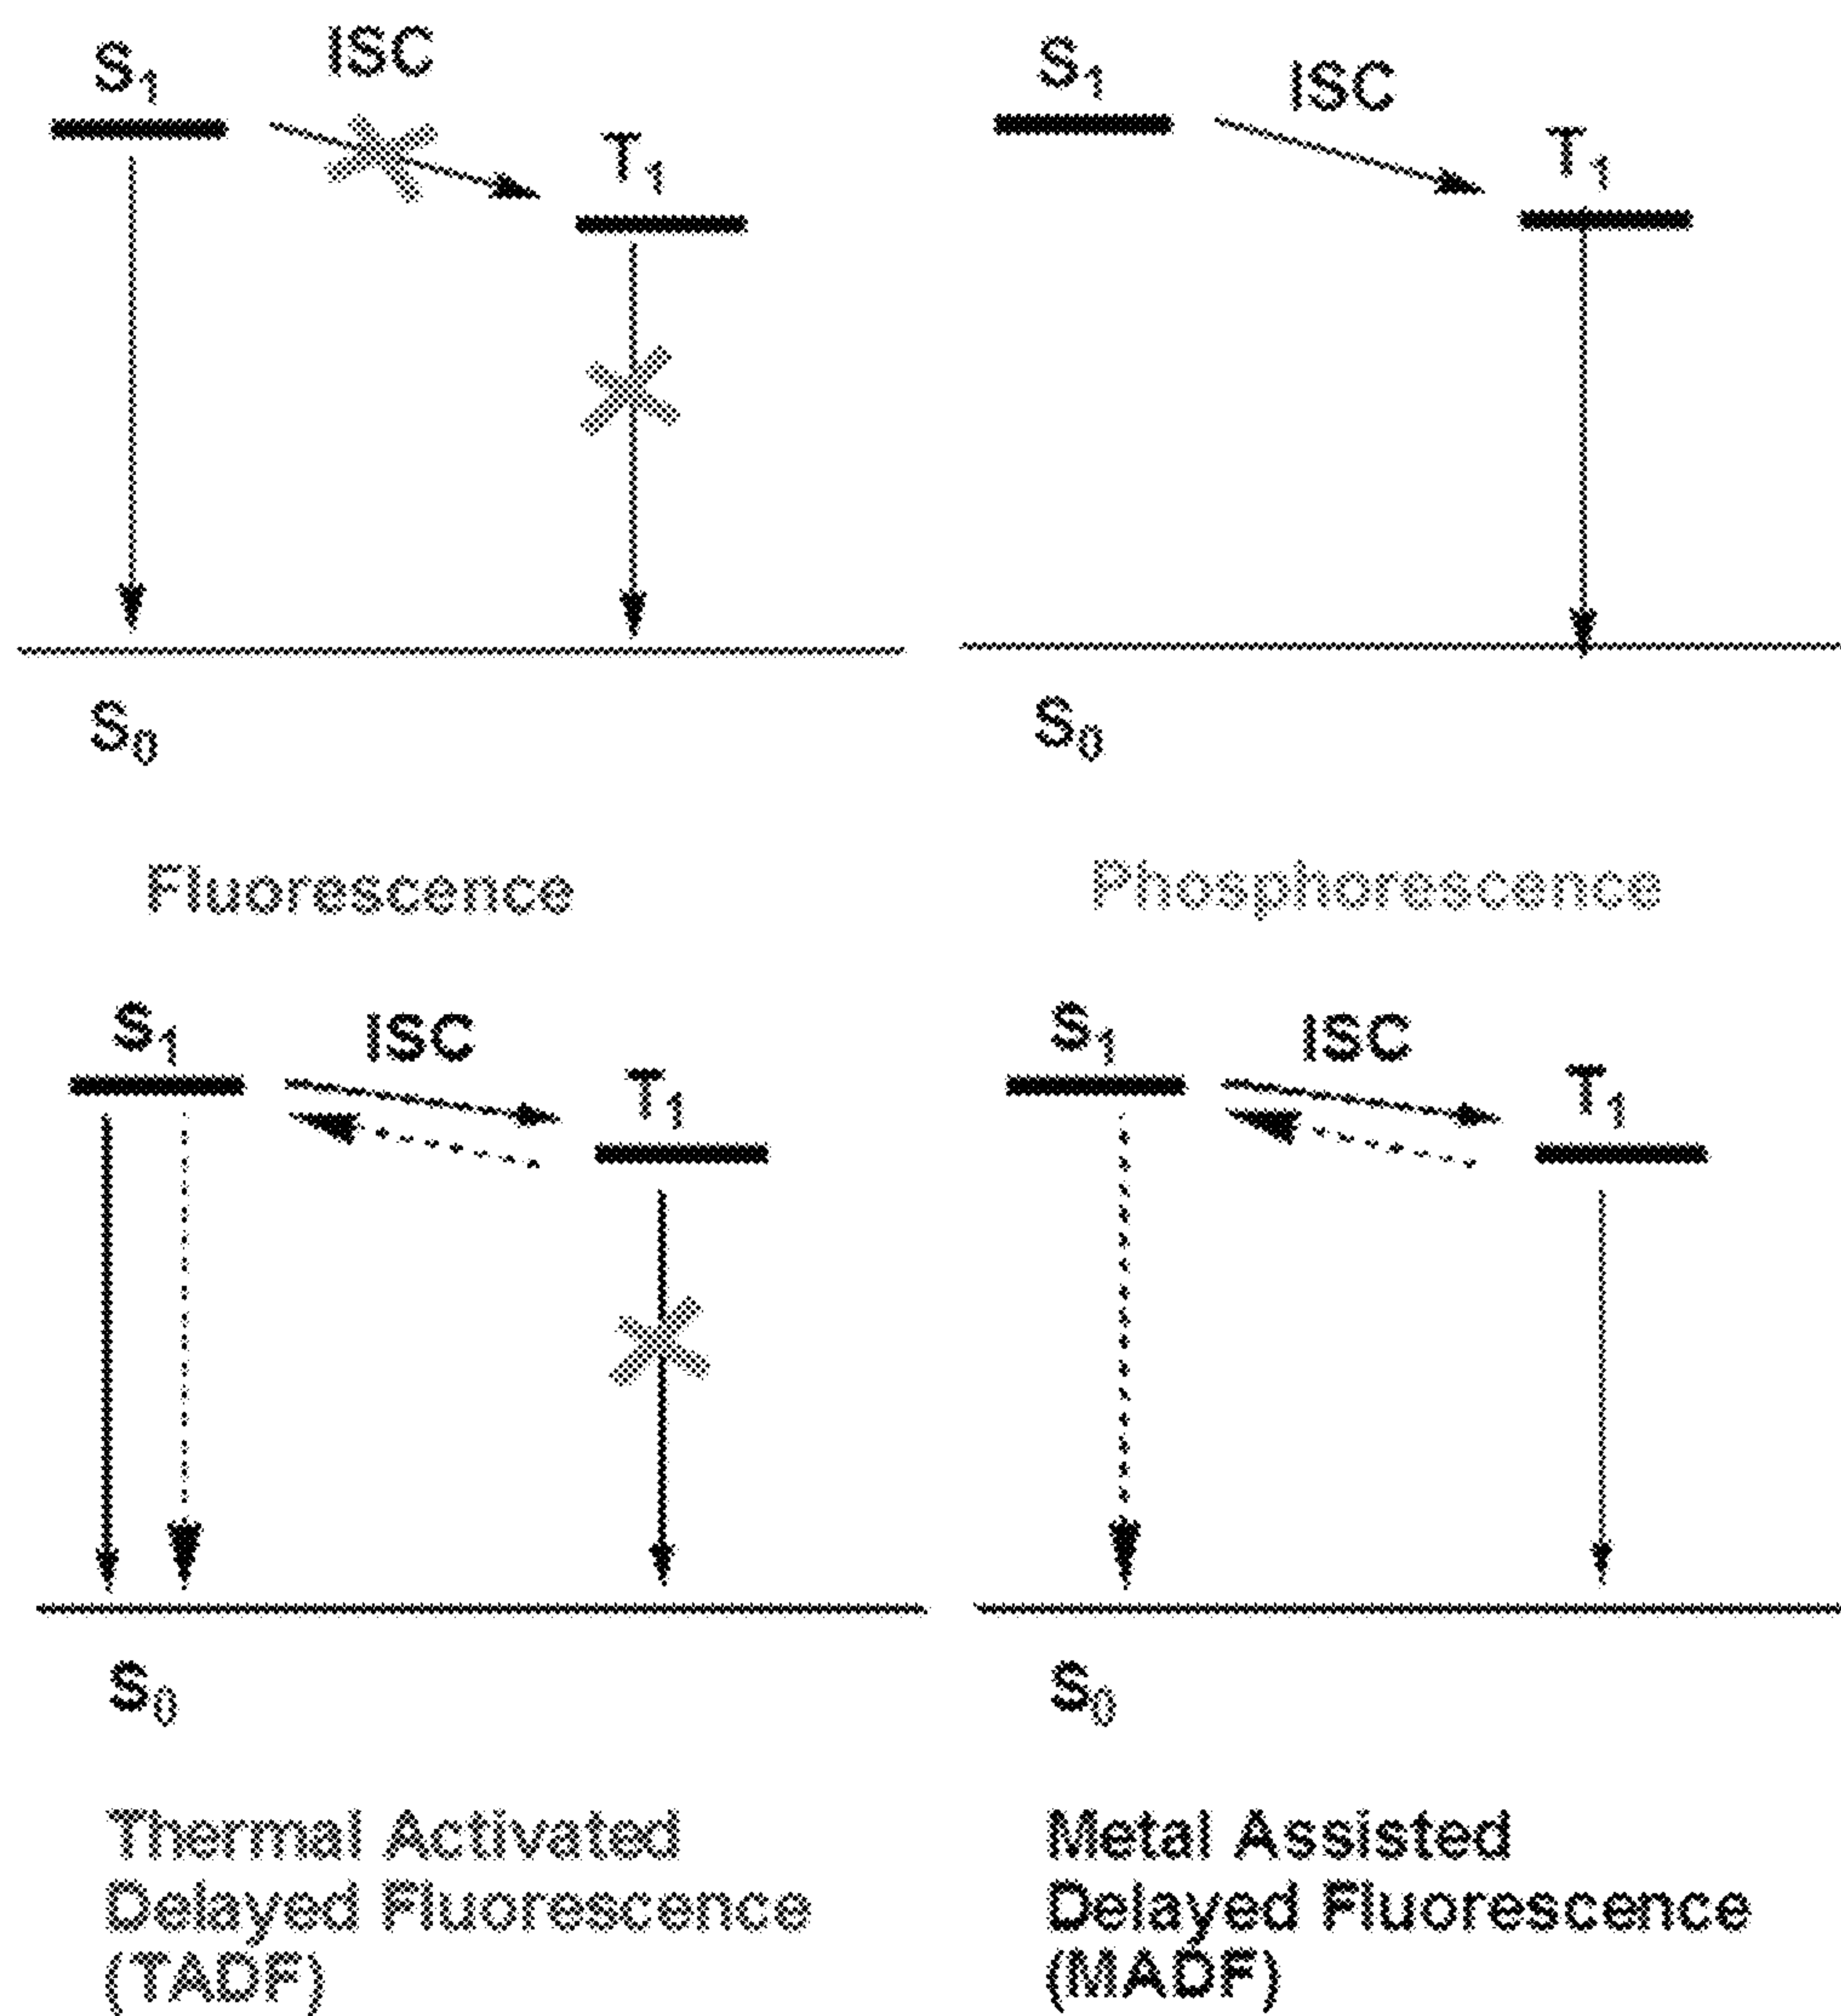 S₁ ISC T₁
S₀
Fluorescence
S₁ ISC T₁
S₀
Phosphorescence
S₁ ISC T₁
S₀
Thermal Activated
Delayed Fluorescence
(TADF)
S₁ ISC T₁
S₀
Metal Assisted
Delayed Fluorescence
(MADF)